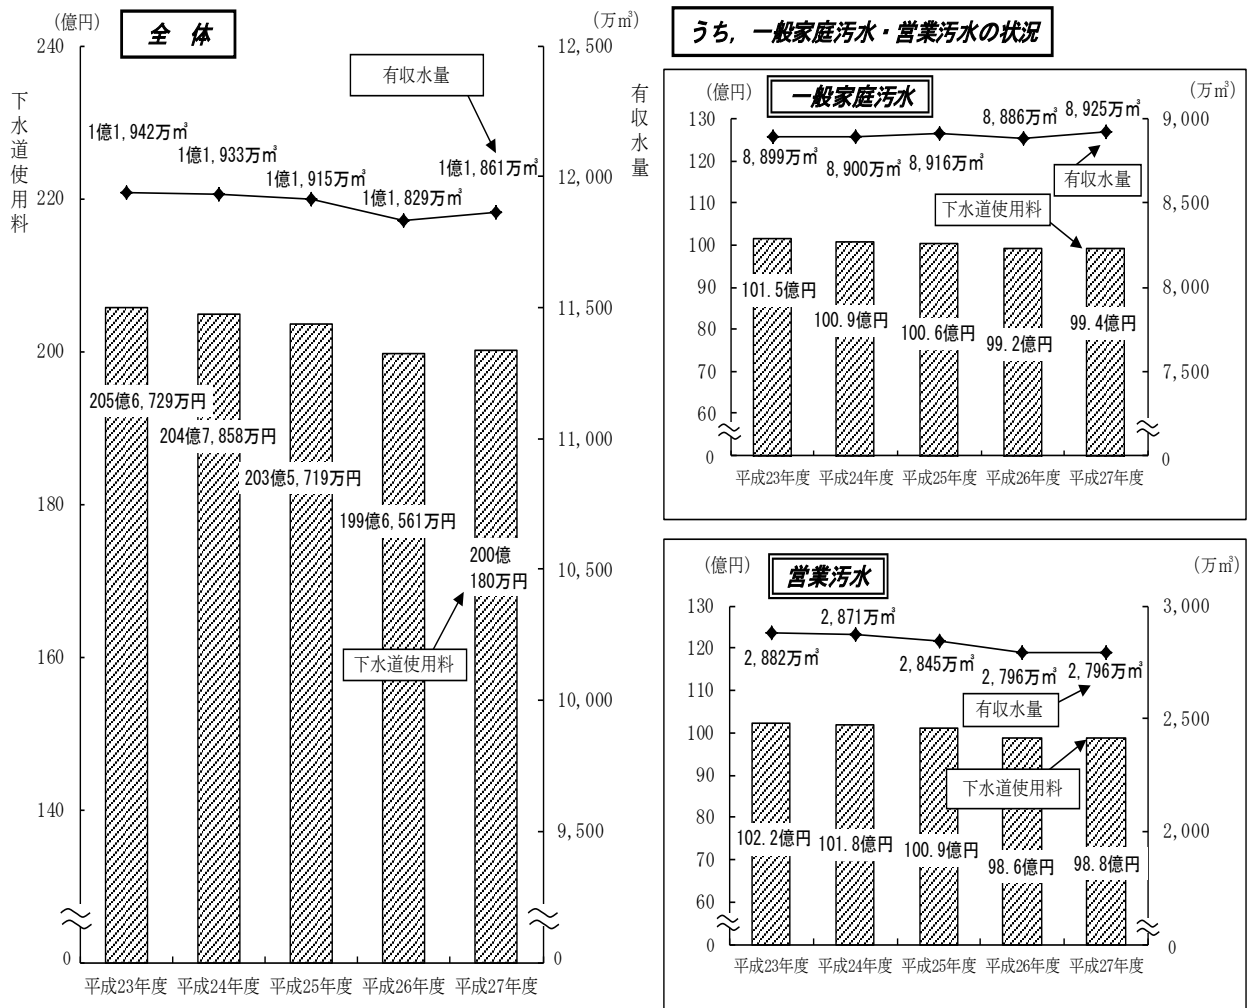 (億円)
全 体
(万㎥)
240
220
200
180
160
140
0
下水道使用料
12,500
12,000
11,500
11,000
10,500
10,000
9,500
0
有収水量
有収水量
1億1,942万㎥
1億1,933万㎥
1億1,915万㎥
1億1,829万㎥
1億1,861万㎥
205億6,729万円
204億7,858万円
203億5,719万円
199億6,561万円
200億
180万円
下水道使用料
平成23年度
平成24年度
平成25年度
平成26年度
平成27年度
うち,一般家庭汚水・営業汚水の状況
(億円)
一般家庭汚水
(万㎥)
130
120
110
100
90
80
70
60
0
9,000
8,500
8,000
7,500
0
8,899万㎥
8,900万㎥
8,916万㎥
8,886万㎥
8,925万㎥
有収水量
下水道使用料
101.5億円
100.9億円
100.6億円
99.2億円
99.4億円
平成23年度
平成24年度
平成25年度
平成26年度
平成27年度
(億円)
営業汚水
(万㎥)
130
120
110
100
90
80
70
60
0
3,000
2,500
2,000
0
2,882万㎥
2,871万㎥
2,845万㎥
2,796万㎥
2,796万㎥
有収水量
下水道使用料
102.2億円
101.8億円
100.9億円
98.6億円
98.8億円
平成23年度
平成24年度
平成25年度
平成26年度
平成27年度